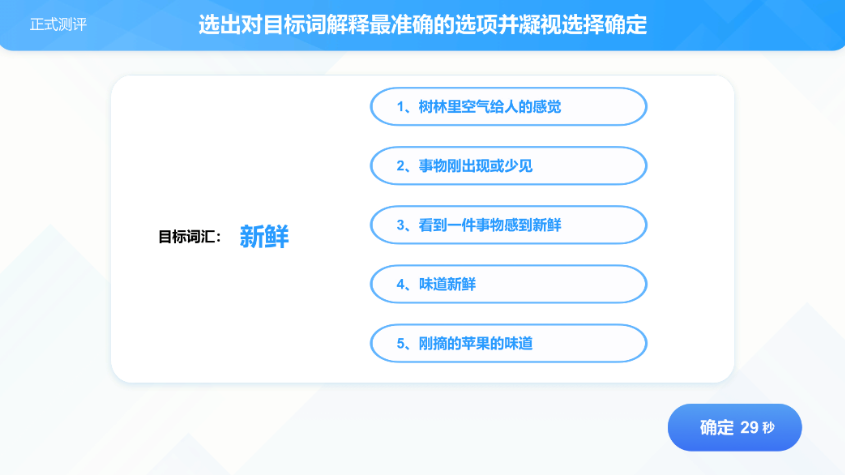 正式测评
选出对目标词解释最准确的选项并凝视选择确定
1、树林里空气给人的感觉
2、事物刚出现或少见
目标词汇： 新鲜
3、看到一件事物感到新鲜
4、味道新鲜
5、刚摘的苹果的味道
确定 29 秒